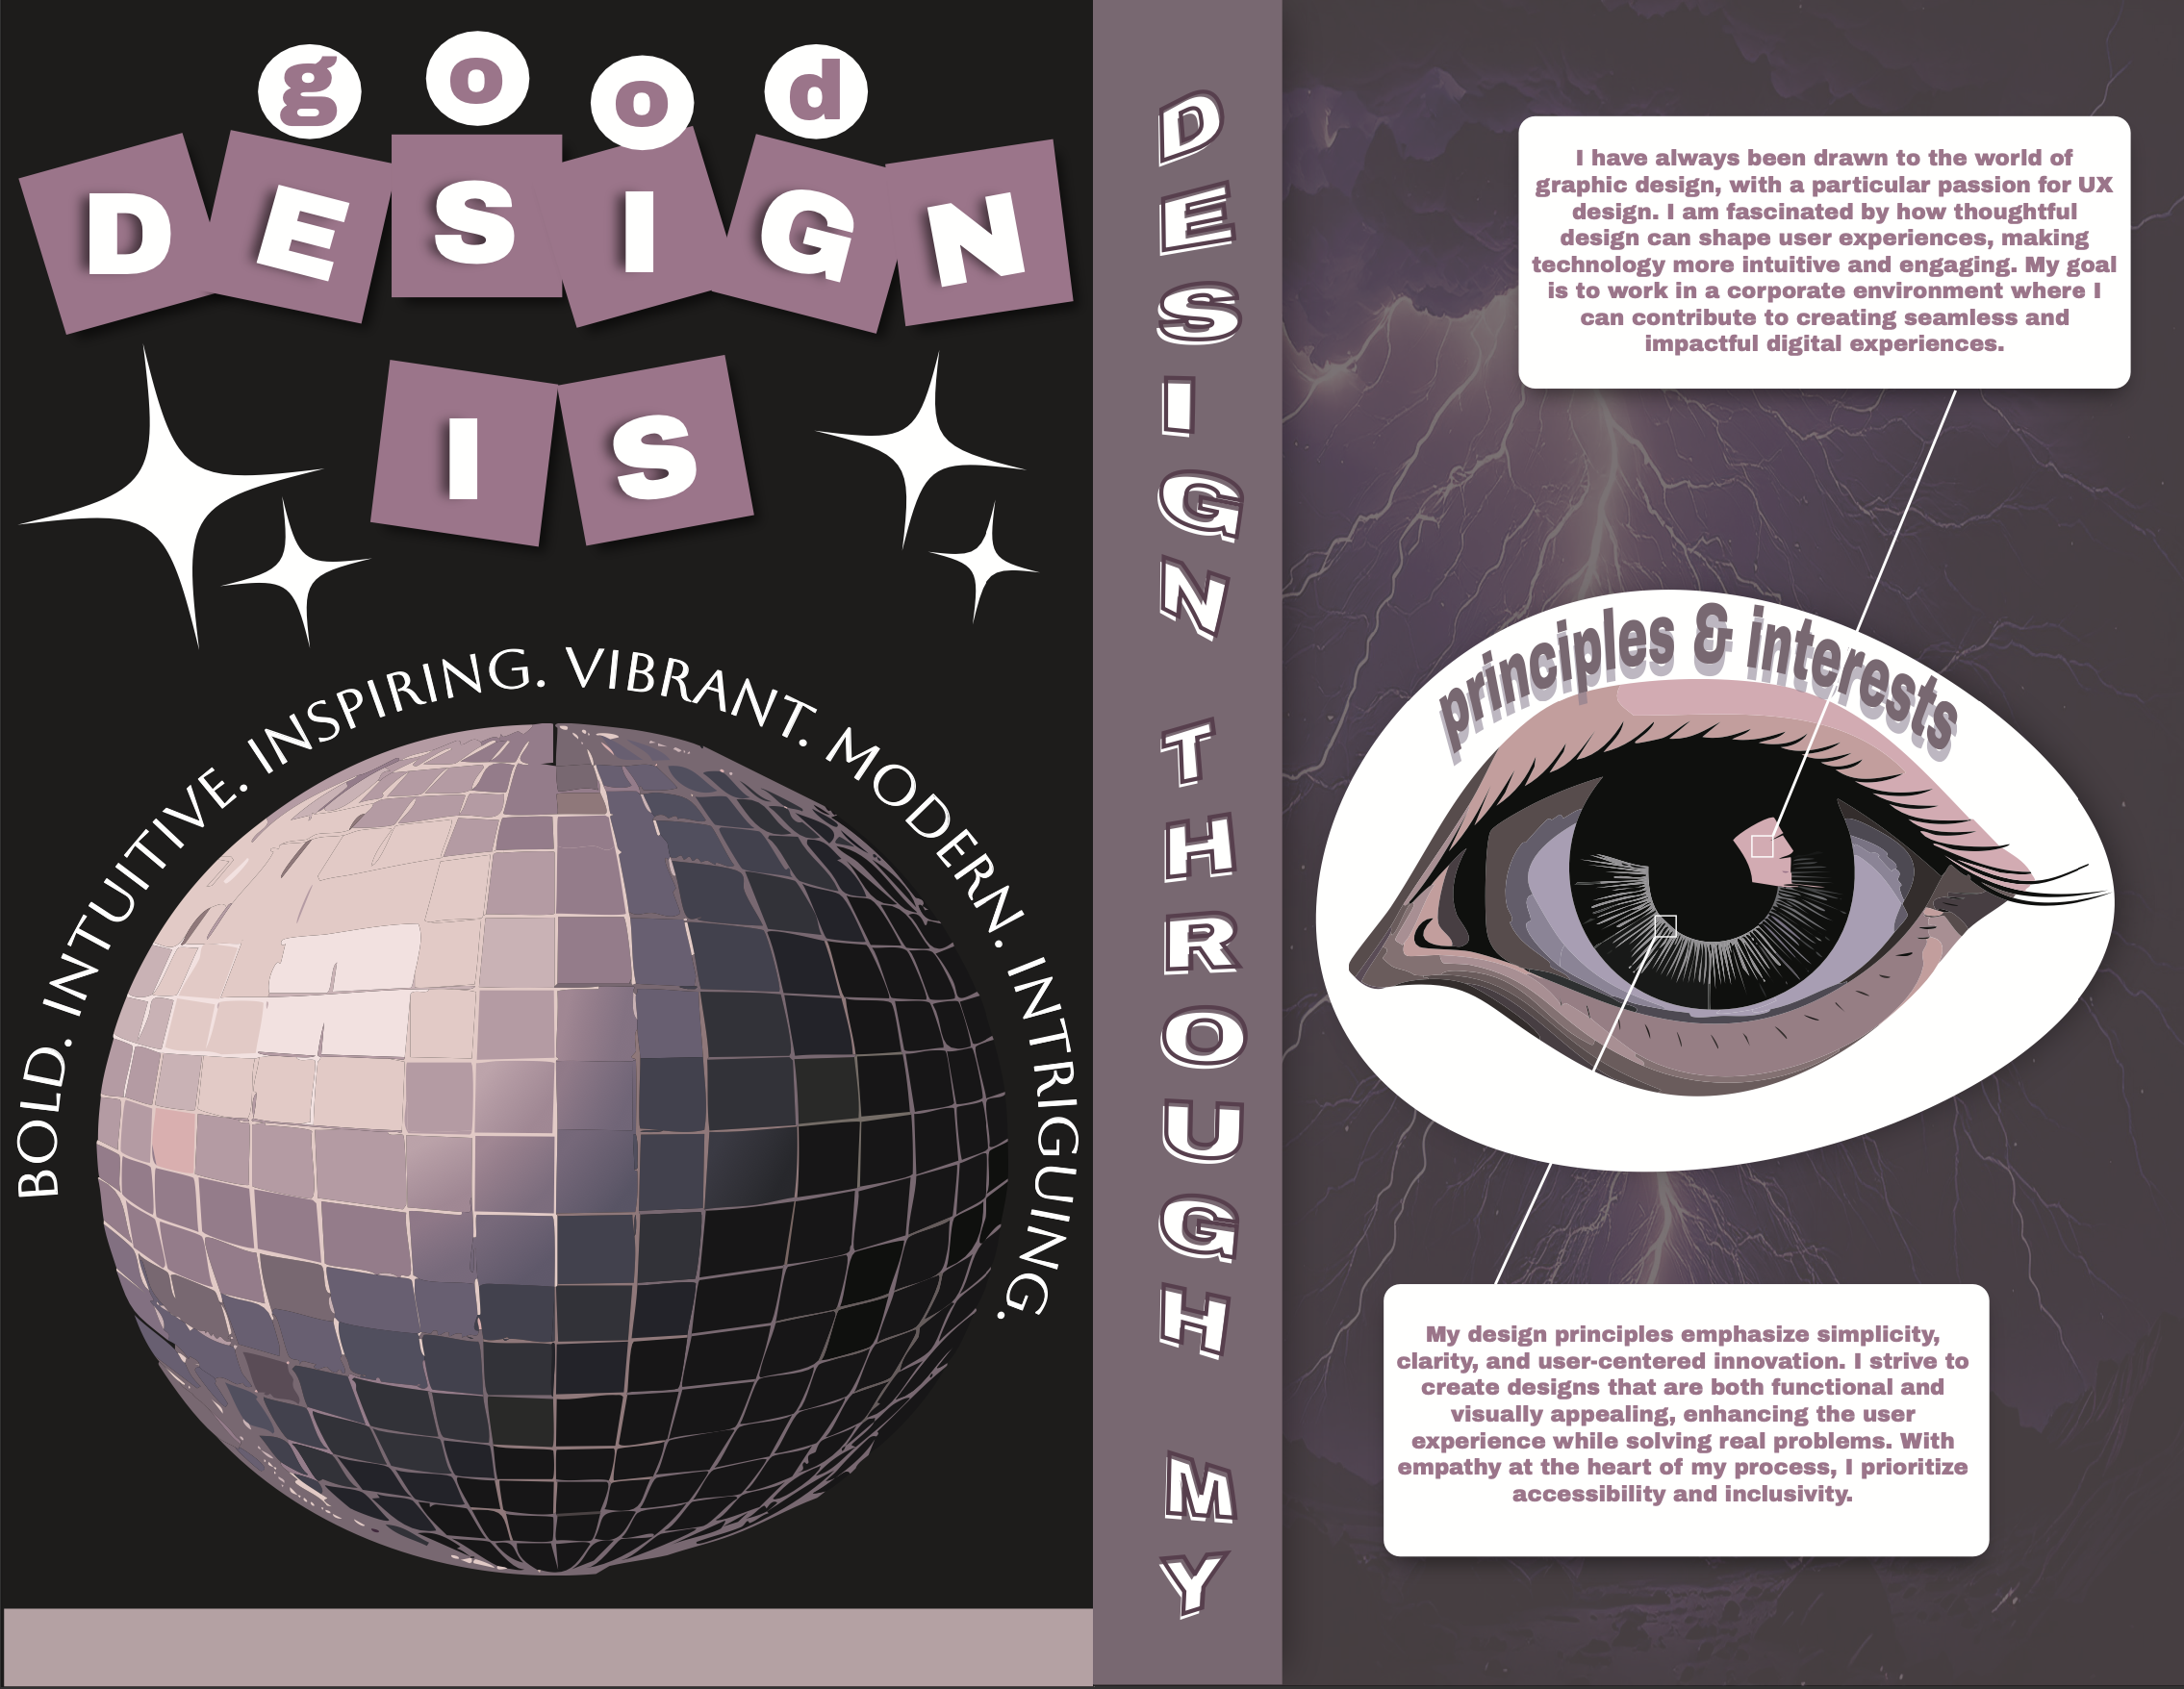 good
DESIGN
IS
BOLD. INTUITIVE. INSPIRING. VIBRANT. MODERN. INTRIGUING.
DESIGN THROUGH MY
I have always been drawn to the world of
graphic design, with a particular passion for UX
design. I am fascinated by how thoughtful
design can shape user experiences, making
technology more intuitive and engaging. My goal
is to work in a corporate environment where I
can contribute to creating seamless and
impactful digital experiences.
principles & interests
My design principles emphasize simplicity,
clarity, and user-centered innovation. I strive to
create designs that are both functional and
visually appealing, enhancing the user
experience while solving real problems. With
empathy at the heart of my process, I prioritize
accessibility and inclusivity.